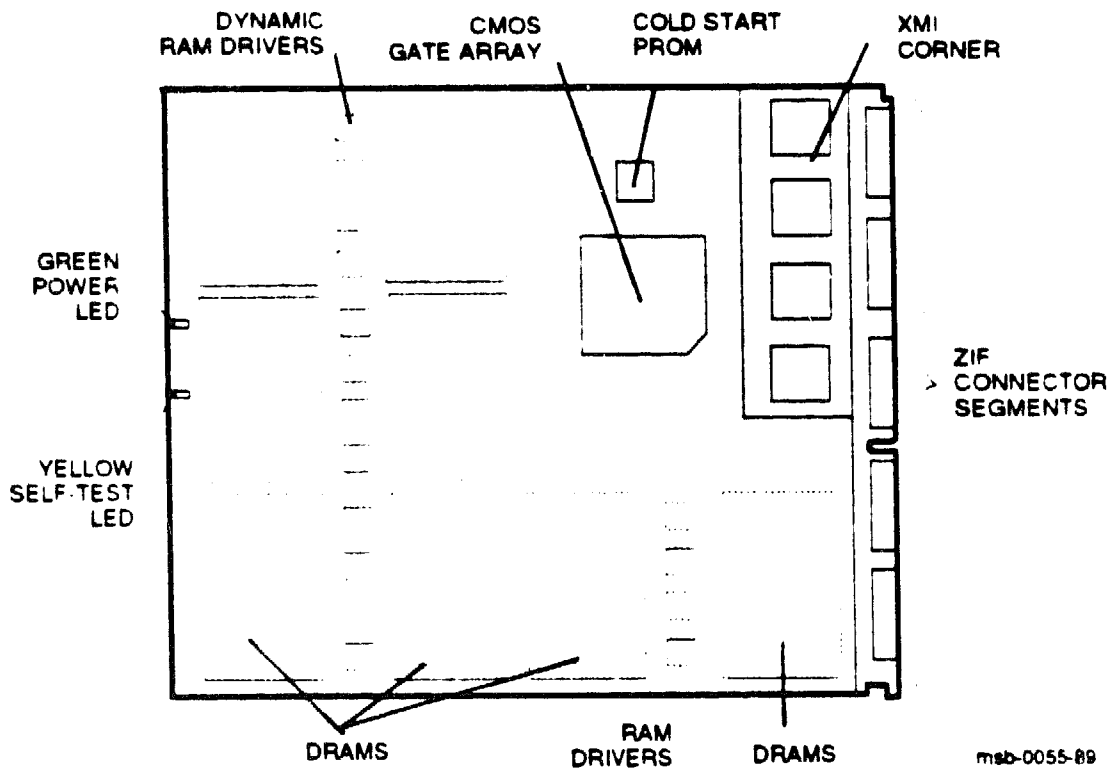 DYNAMIC
RAM DRIVERS
CMOS
GATE ARRAY
COLD START
PROM
XMI
CORNER
GREEN
POWER
LED
ZIF
CONNECTOR
SEGMENTS
YELLOW
SELF-TEST
LED
DRAMS
RAM
DRIVERS
DRAMS
msb-0055-89